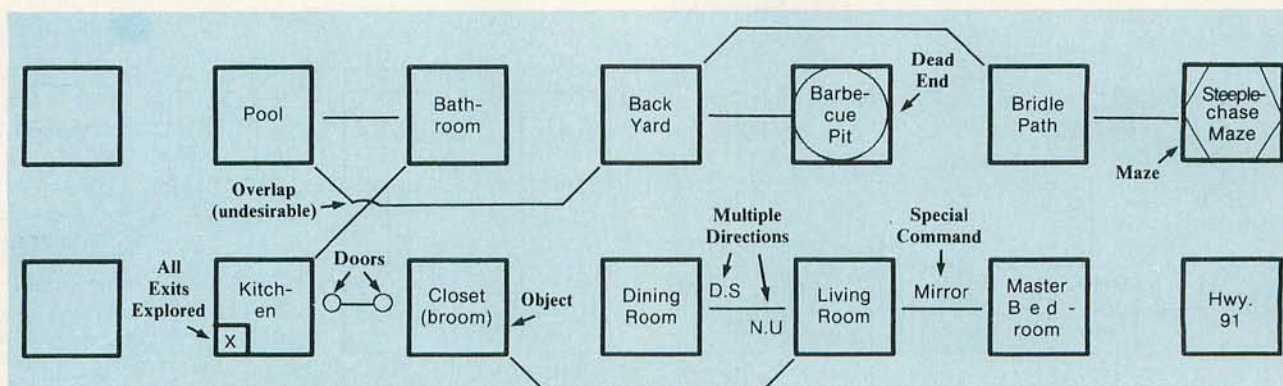 Pool
Bath-
room
Back
Yard
Barbe-
cue
Pit
Dead
End
Bridle
Path
Steeple-
chase
Maze
Maze
Overlap
(undesirable)
All
Exits
Explored
Kitch-
en
X
Doors
Closet
(broom)
Object
Dining
Room
Multiple
Directions
D.S
N.U
Living
Room
Special
Command
Mirror
Master
Bed-
room
Hwy.
91